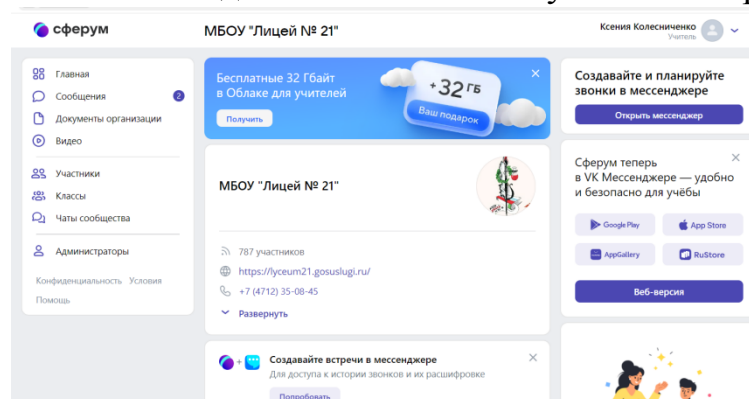 сферум
МБОУ "Лицей № 21"
Ксения Колесниченко
Учитель
Главная
Сообщения 2
Документы организации
Видео
Участники
Классы
Чаты сообщества
Администраторы
Конфиденциальность Условия
Помощь
Бесплатные 32 Гбайт
в Облаке для учителей
Получить
+32 ГБ
Ваш подарок
МБОУ "Лицей № 21"
787 участников
https://lyceum21.gosuslugi.ru/
+7 (4712) 35-08-45
Развернуть
Создавайте встречи в мессенджере
Для доступа к истории звонков и их расшифровке
Попробовать
Создавайте и планируйте
звонки в мессенджере
Открыть мессенджер
Сферум теперь
в VK Мессенджере — удобно
и безопасно для учёбы
Google Play
App Store
AppGallery
RuStore
Веб-версия